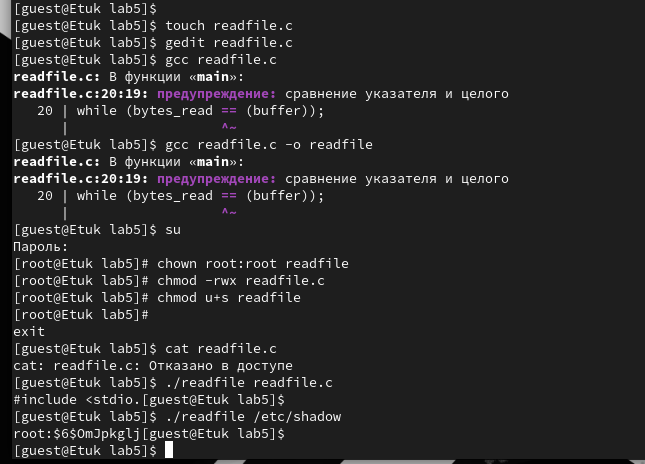 [guest@Etuk lab5]$
[guest@Etuk lab5]$ touch readfile.c
[guest@Etuk lab5]$ gedit readfile.c
[guest@Etuk lab5]$ gcc readfile.c
readfile.c: В функции «main»:
readfile.c:20:19: предупреждение: сравнение указателя и целого
   20 | while (bytes_read == (buffer));
      |                   ^~
[guest@Etuk lab5]$ gcc readfile.c -o readfile
readfile.c: В функции «main»:
readfile.c:20:19: предупреждение: сравнение указателя и целого
   20 | while (bytes_read == (buffer));
      |                   ^~
[guest@Etuk lab5]$ su
Пароль:
[root@Etuk lab5]# chown root:root readfile
[root@Etuk lab5]# chmod -rwx readfile.c
[root@Etuk lab5]# chmod u+s readfile
[root@Etuk lab5]#
exit
[guest@Etuk lab5]$ cat readfile.c
cat: readfile.c: Отказано в доступе
[guest@Etuk lab5]$ ./readfile readfile.c
#include <stdio.[guest@Etuk lab5]$
[guest@Etuk lab5]$ ./readfile /etc/shadow
root:$6$OmJpkglj[guest@Etuk lab5]$
[guest@Etuk lab5]$